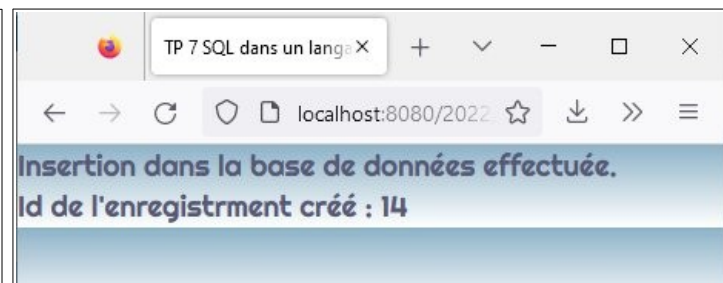 TP 7 SQL dans un langa
localhost:8080/2022
Insertion dans la base de données effectuée.
Id de l'enregistrment créé : 14